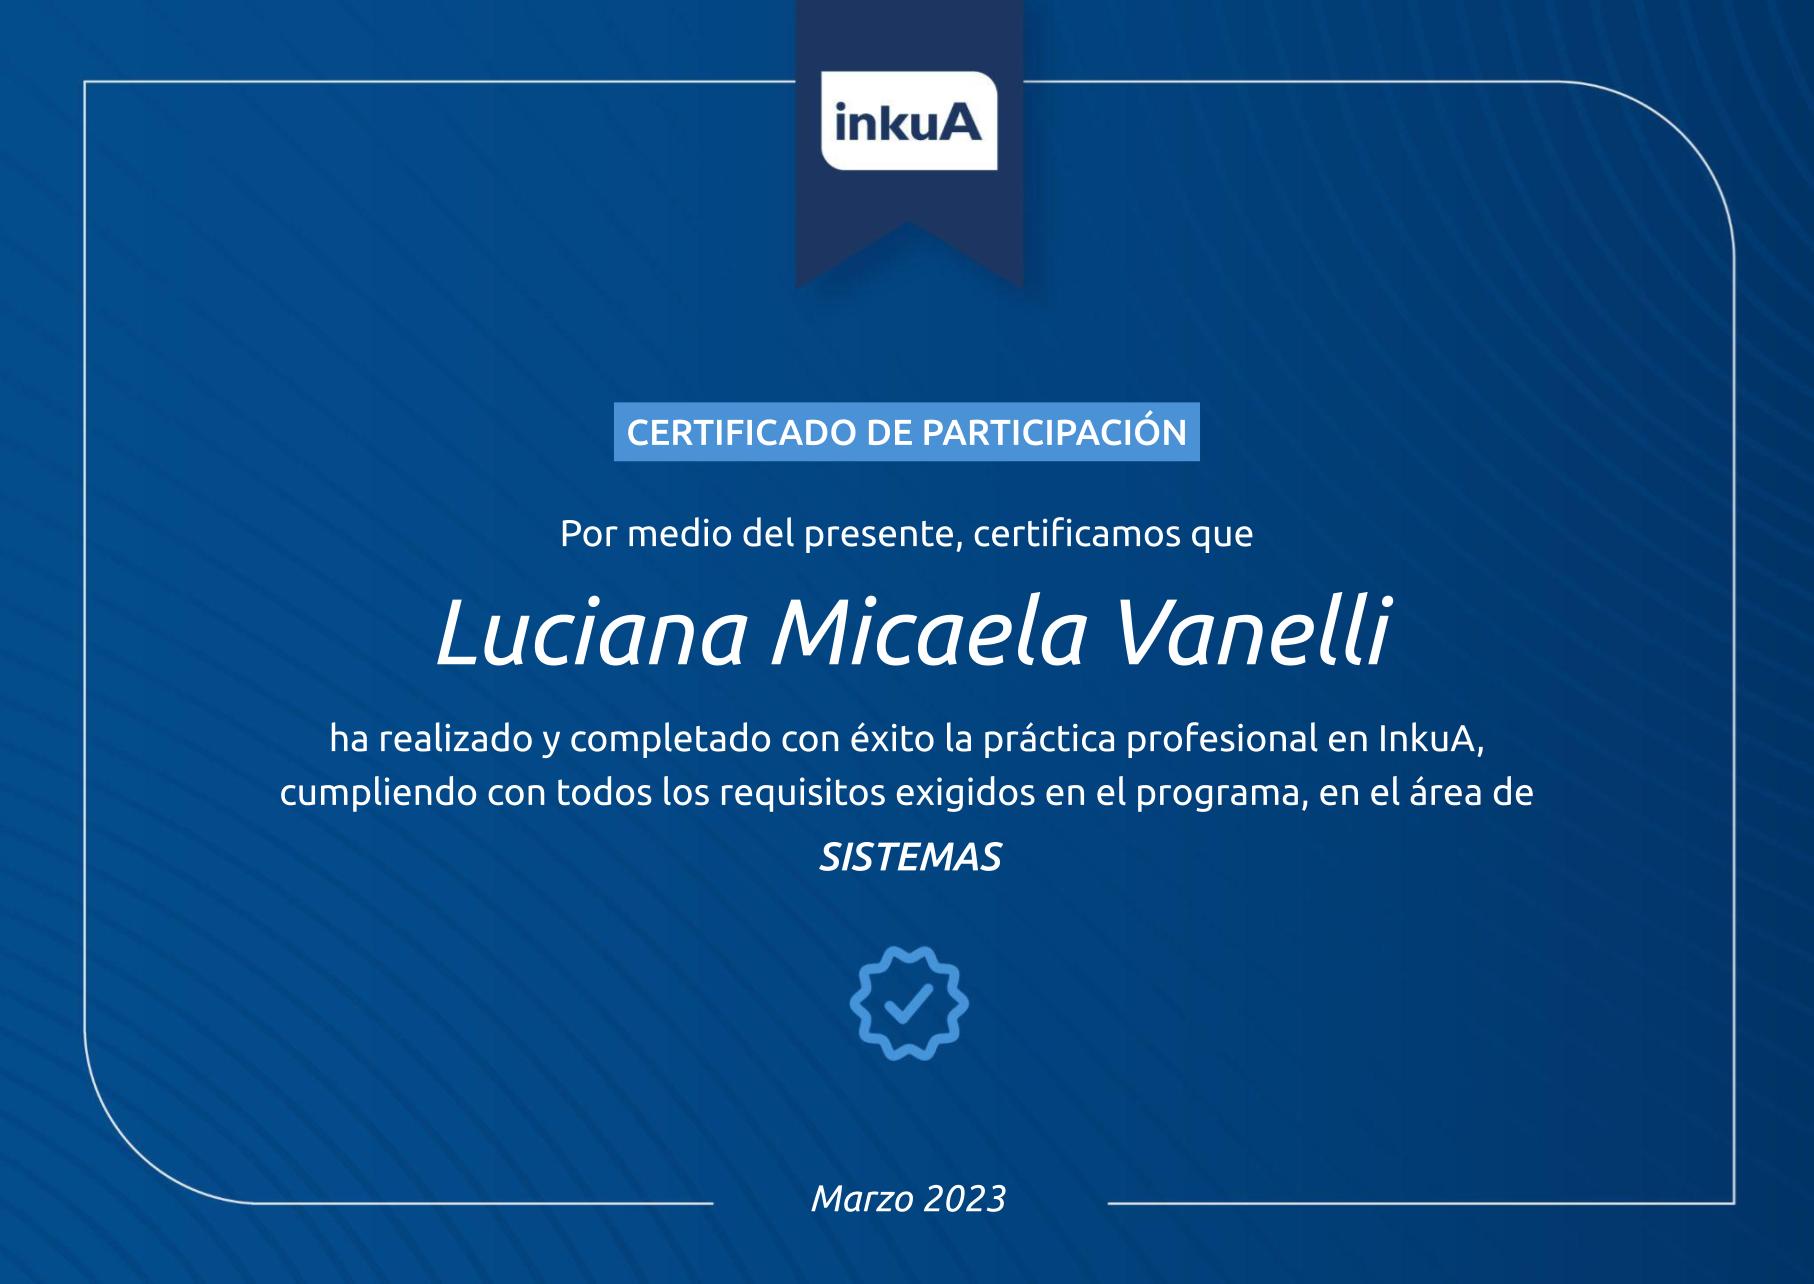 inkuA
CERTIFICADO DE PARTICIPACIÓN
Por medio del presente, certificamos que
Luciana Micaela Vanelli
ha realizado y completado con éxito la práctica profesional en InkuA,
cumpliendo con todos los requisitos exigidos en el programa, en el área de
SISTEMAS
Marzo 2023